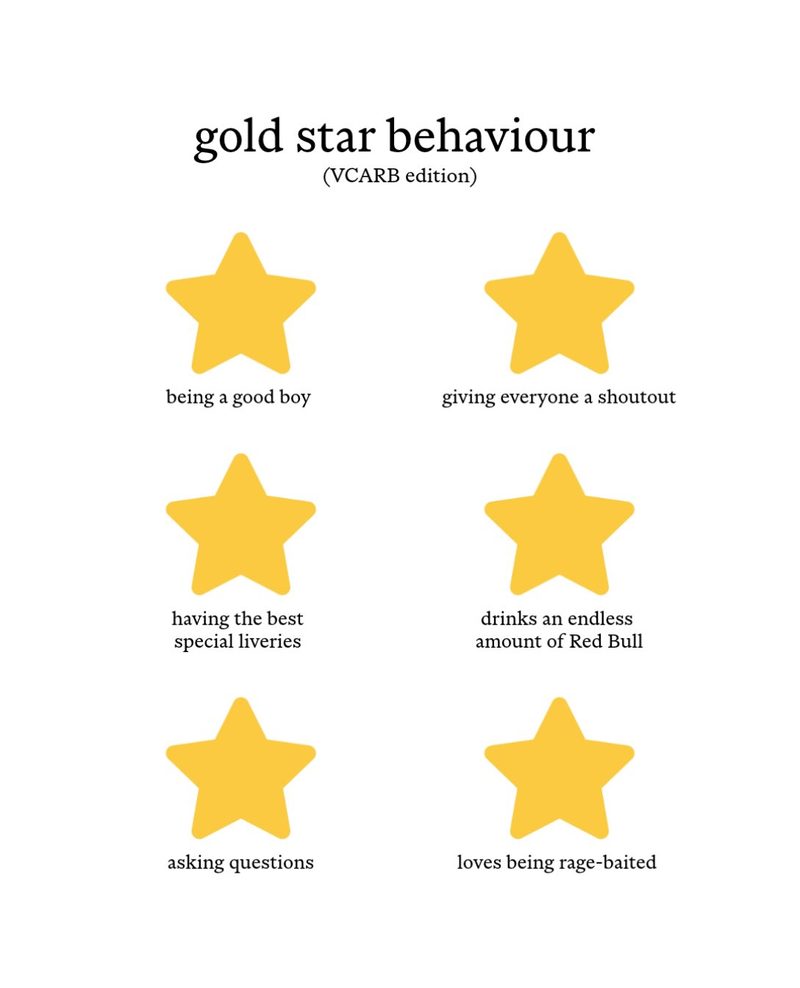 gold star behaviour
(VCARB edition)
being a good boy
giving everyone a shoutout
having the best
special liveries
drinks an endless
amount of Red Bull
asking questions
loves being rage-baited